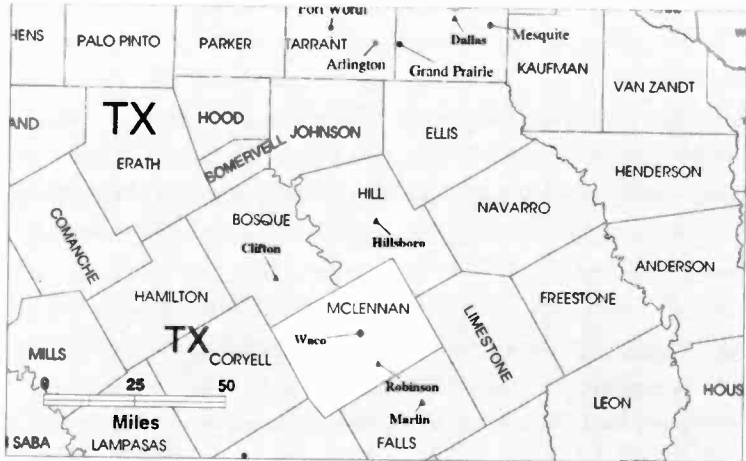 Fort Worth
Dallas
Mesquite
HENS
PALO PINTO
PARKER
TARRANT
Arlington
Grand Prairie
KAUFMAN
VAN ZANDT
AND
TX
HOOD
JOHNSON
ELLIS
ERATH
SOMERVELL
HENDERSON
HILL
NAVARRO
COMANCHE
BOSQUE
Clifton
Hillsboro
ANDERSON
HAMILTON
MCLENNAN
FREESTONE
LIMESTONE
TX
CORYELL
Waco
MILLS
0 25 50
Miles
Robinson
Marlin
LEON
HOUS
N SABA
LAMPASAS
FALLS